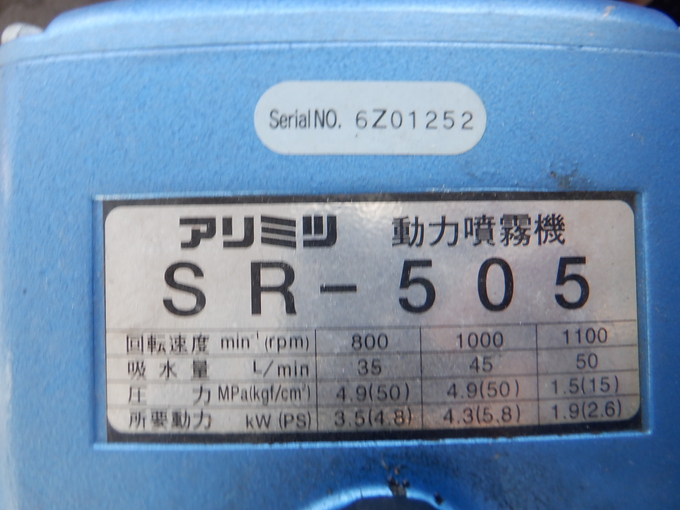 Serial NO. 6Z01252
アリミツ 動力噴霧機
SR-505
回転速度 min⁻¹(rpm) 800 1000 1100
吸水量 L/min 35 45 50
圧力 MPa(kgf/cm²) 4.9(50) 4.9(50) 1.5(15)
所要動力 kW (PS) 3.5(4.8) 4.3(5.8) 1.9(2.6)